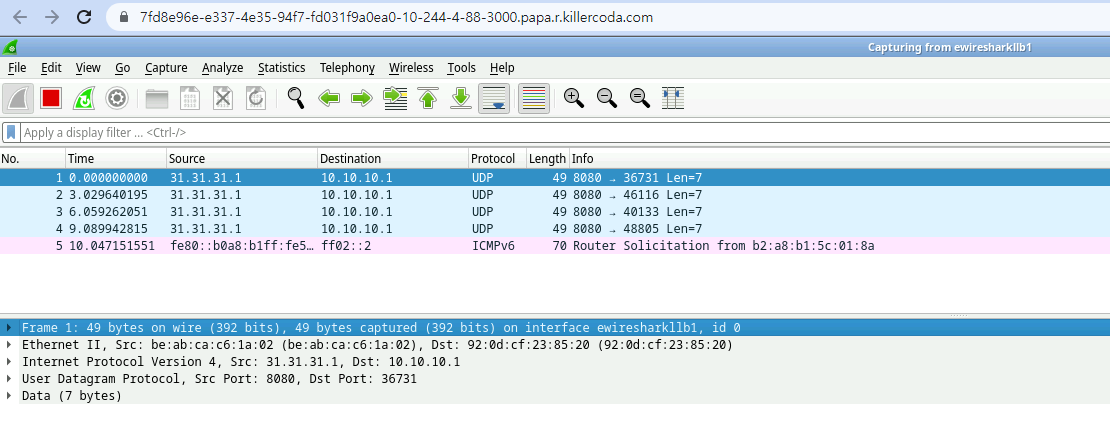 7fd8e96e-e337-4e35-94f7-fd031f9a0ea0-10-244-4-88-3000.papa.r.killercoda.com
Capturing from ewiresharkllb1
File Edit View Go Capture Analyze Statistics Telephony Wireless Tools Help
Apply a display filter ... <Ctrl-/>
No. Time Source Destination Protocol Length Info
1 0.000000000 31.31.31.1 10.10.10.1 UDP 49 8080 → 36731 Len=7
2 3.029640195 31.31.31.1 10.10.10.1 UDP 49 8080 → 46116 Len=7
3 6.059262051 31.31.31.1 10.10.10.1 UDP 49 8080 → 40133 Len=7
4 9.089942815 31.31.31.1 10.10.10.1 UDP 49 8080 → 48805 Len=7
5 10.047151551 fe80::b0a8:b1ff:fe5… ff02::2 ICMPv6 70 Router Solicitation from b2:a8:b1:5c:01:8a
Frame 1: 49 bytes on wire (392 bits), 49 bytes captured (392 bits) on interface ewiresharkllb1, id 0
Ethernet II, Src: be:ab:ca:c6:1a:02 (be:ab:ca:c6:1a:02), Dst: 92:0d:cf:23:85:20 (92:0d:cf:23:85:20)
Internet Protocol Version 4, Src: 31.31.31.1, Dst: 10.10.10.1
User Datagram Protocol, Src Port: 8080, Dst Port: 36731
Data (7 bytes)